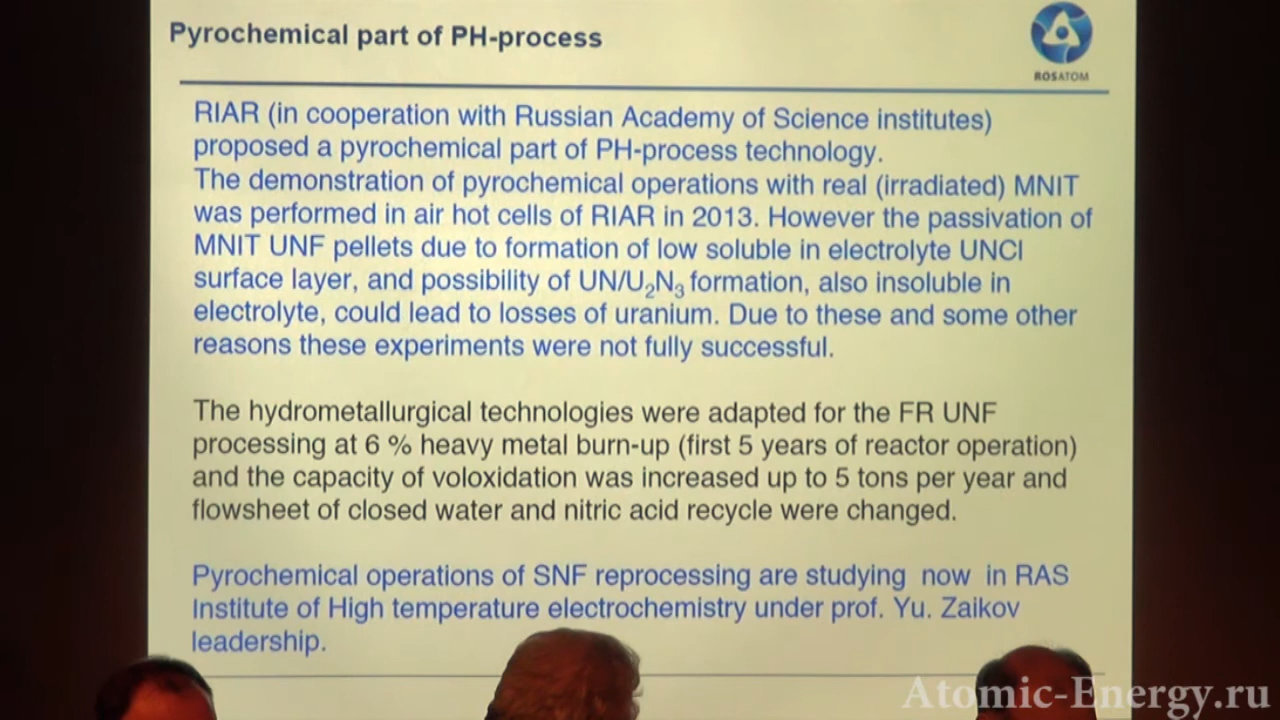 Pyrochemical part of PH-process
ROSATOM
RIAR (in cooperation with Russian Academy of Science institutes)
proposed a pyrochemical part of PH-process technology.
The demonstration of pyrochemical operations with real (irradiated) MNIT
was performed in air hot cells of RIAR in 2013. However the passivation of
MNIT UNF pellets due to formation of low soluble in electrolyte UNCl
surface layer, and possibility of UN/U₂N₃ formation, also insoluble in
electrolyte, could lead to losses of uranium. Due to these and some other
reasons these experiments were not fully successful.
The hydrometallurgical technologies were adapted for the FR UNF
processing at 6 % heavy metal burn-up (first 5 years of reactor operation)
and the capacity of voloxidation was increased up to 5 tons per year and
flowsheet of closed water and nitric acid recycle were changed.
Pyrochemical operations of SNF reprocessing are studying now in RAS
Institute of High temperature electrochemistry under prof. Yu. Zaikov
leadership.
Atomic-Energy.ru